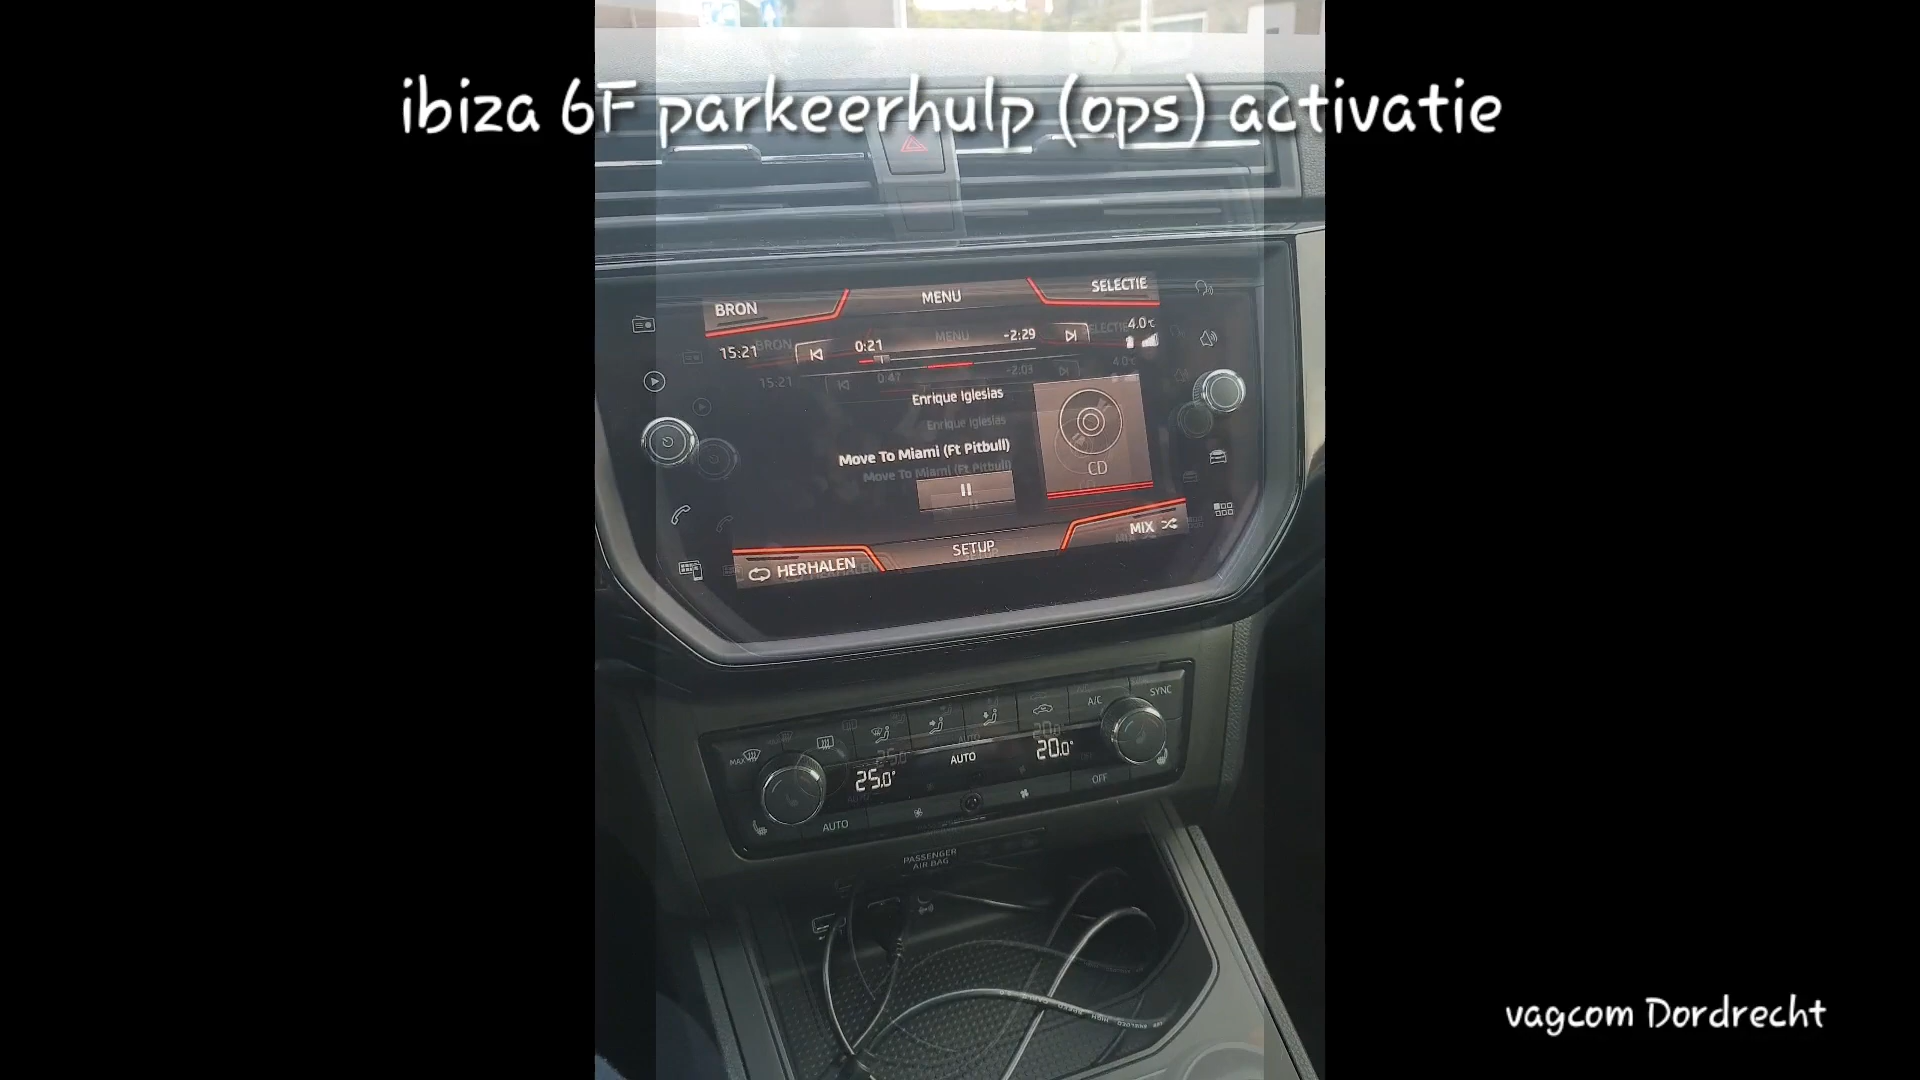 ibiza 6F parkeerhulp (ops) activatie
BRON
MENU
SELECTIE
15:21
0:21
-2:29
4.0°C
Enrique Iglesias
Move To Miami (Ft Pitbull)
CD
HERHALEN
SETUP
MIX
MAX
A/C
SYNC
25.0°
AUTO
20.0°
OFF
AUTO
PASSENGER
AIR BAG
vagcom Dordrecht